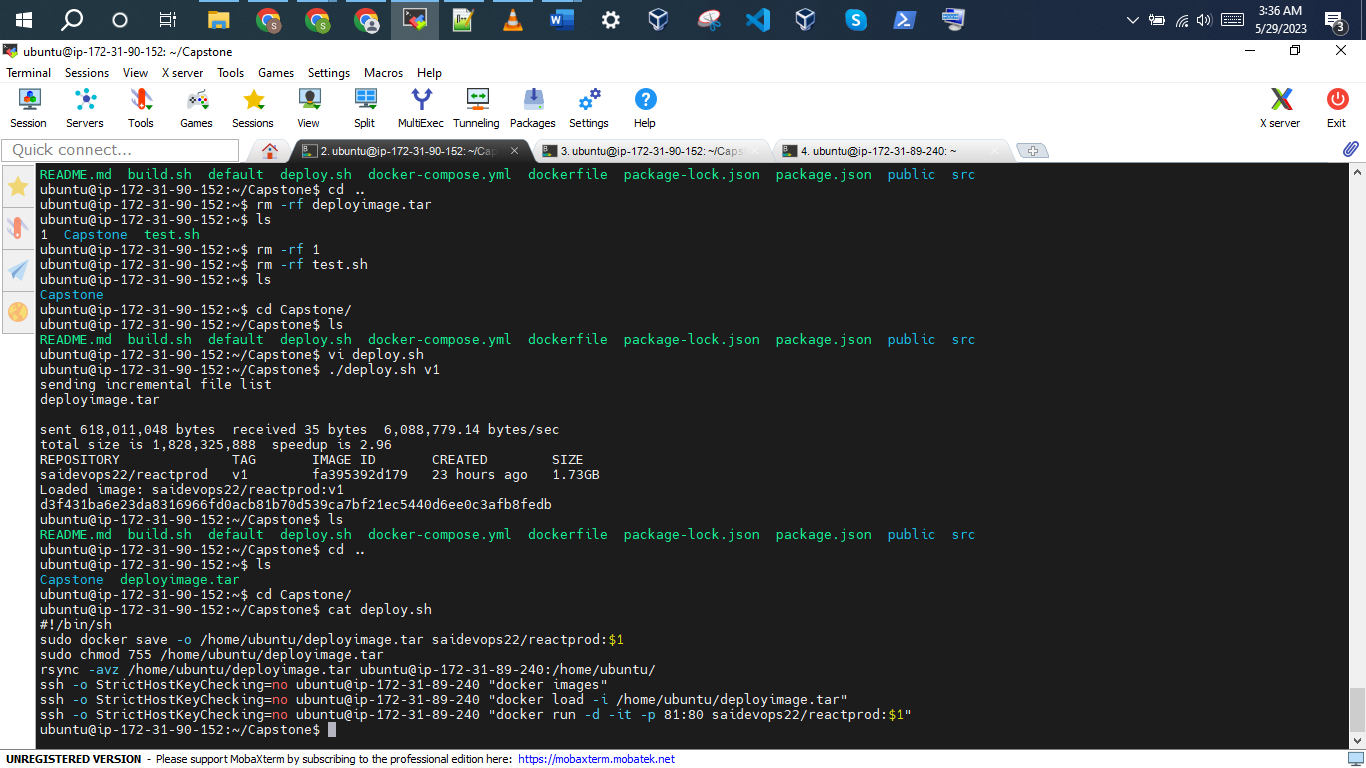 3:36 AM
5/29/2023
3
ubuntu@ip-172-31-90-152: ~/Capstone
Terminal Sessions View X server Tools Games Settings Macros Help
Session Servers Tools Games Sessions View Split MultiExec Tunneling Packages Settings Help X server Exit
Quick connect...
2. ubuntu@ip-172-31-90-152: ~/Cap
3. ubuntu@ip-172-31-90-152: ~/Caps
4. ubuntu@ip-172-31-89-240: ~
README.md build.sh default deploy.sh docker-compose.yml dockerfile package-lock.json package.json public src
ubuntu@ip-172-31-90-152:~/Capstone$ cd ..
ubuntu@ip-172-31-90-152:~$ rm -rf deployimage.tar
ubuntu@ip-172-31-90-152:~$ ls
1 Capstone test.sh
ubuntu@ip-172-31-90-152:~$ rm -rf 1
ubuntu@ip-172-31-90-152:~$ rm -rf test.sh
ubuntu@ip-172-31-90-152:~$ ls
Capstone
ubuntu@ip-172-31-90-152:~$ cd Capstone/
ubuntu@ip-172-31-90-152:~/Capstone$ ls
README.md build.sh default deploy.sh docker-compose.yml dockerfile package-lock.json package.json public src
ubuntu@ip-172-31-90-152:~/Capstone$ vi deploy.sh
ubuntu@ip-172-31-90-152:~/Capstone$ ./deploy.sh v1
sending incremental file list
deployimage.tar
sent 618,011,048 bytes received 35 bytes 6,088,779.14 bytes/sec
total size is 1,828,325,888 speedup is 2.96
REPOSITORY TAG IMAGE ID CREATED SIZE
saidevops22/reactprod v1 fa395392d179 23 hours ago 1.73GB
Loaded image: saidevops22/reactprod:v1
d3f431ba6e23da8316966fd0acb81b70d539ca7bf21ec5440d6ee0c3afb8fedb
ubuntu@ip-172-31-90-152:~/Capstone$ ls
README.md build.sh default deploy.sh docker-compose.yml dockerfile package-lock.json package.json public src
ubuntu@ip-172-31-90-152:~/Capstone$ cd ..
ubuntu@ip-172-31-90-152:~$ ls
Capstone deployimage.tar
ubuntu@ip-172-31-90-152:~$ cd Capstone/
ubuntu@ip-172-31-90-152:~/Capstone$ cat deploy.sh
#!/bin/sh
sudo docker save -o /home/ubuntu/deployimage.tar saidevops22/reactprod:$1
sudo chmod 755 /home/ubuntu/deployimage.tar
rsync -avz /home/ubuntu/deployimage.tar ubuntu@ip-172-31-89-240:/home/ubuntu/
ssh -o StrictHostKeyChecking=no ubuntu@ip-172-31-89-240 "docker images"
ssh -o StrictHostKeyChecking=no ubuntu@ip-172-31-89-240 "docker load -i /home/ubuntu/deployimage.tar"
ssh -o StrictHostKeyChecking=no ubuntu@ip-172-31-89-240 "docker run -d -it -p 81:80 saidevops22/reactprod:$1"
ubuntu@ip-172-31-90-152:~/Capstone$
UNREGISTERED VERSION - Please support MobaXterm by subscribing to the professional edition here: https://mobaxterm.mobatek.net